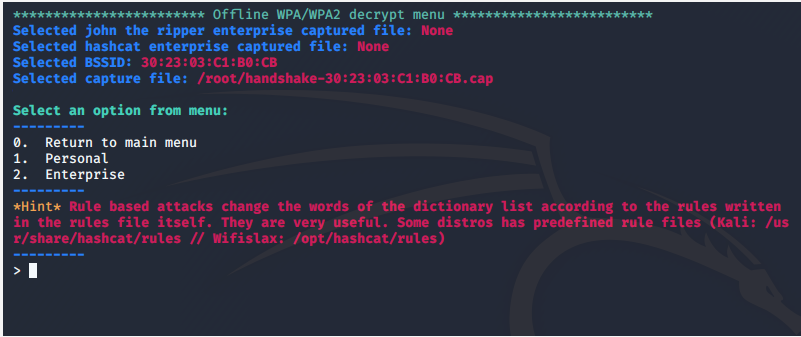 ************************ Offline WPA/WPA2 decrypt menu *************************
Selected john the ripper enterprise captured file: None
Selected hashcat enterprise captured file: None
Selected BSSID: 30:23:03:C1:B0:CB
Selected capture file: /root/handshake-30:23:03:C1:B0:CB.cap
Select an option from menu:
---------
0.  Return to main menu
1.  Personal
2.  Enterprise
---------
*Hint* Rule based attacks change the words of the dictionary list according to the rules written
in the rules file itself. They are very useful. Some distros has predefined rule files (Kali: /us
r/share/hashcat/rules // Wifislax: /opt/hashcat/rules)
---------
>